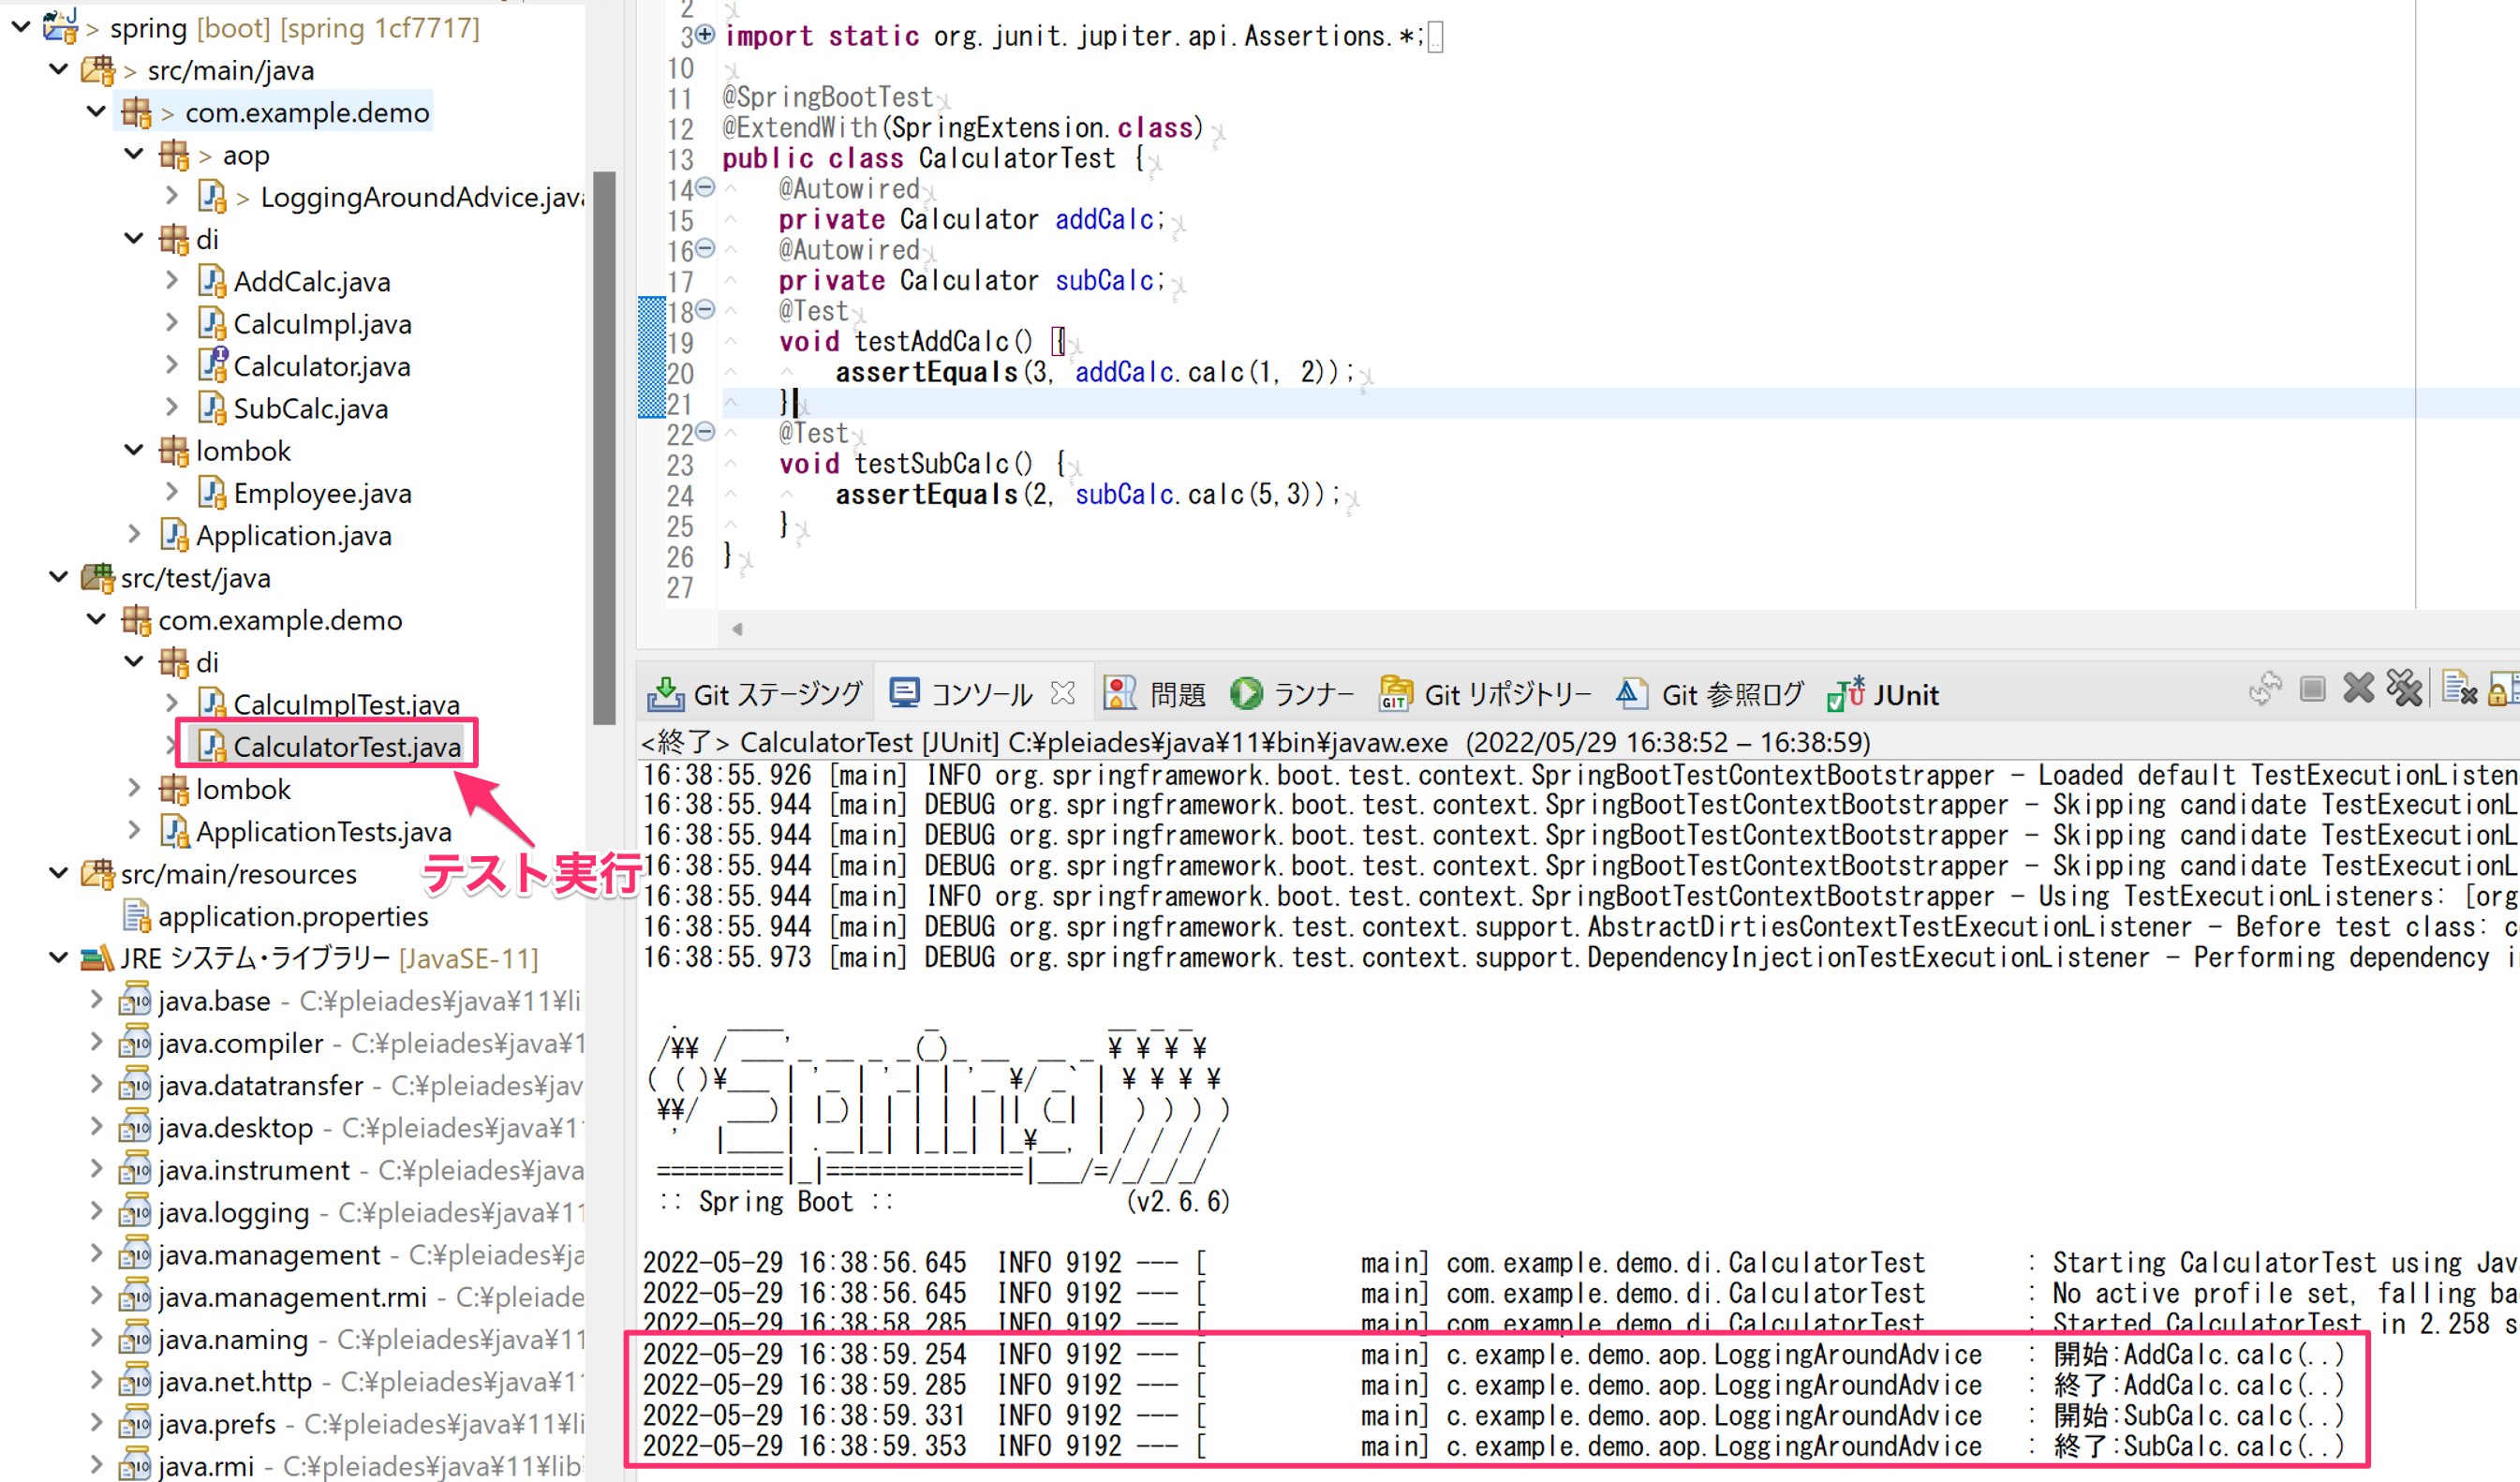 > spring [boot] [spring 1cf7717]
> src/main/java
> com.example.demo
> aop
> LoggingAroundAdvice.java
di
AddCalc.java
CalcuImpl.java
Calculator.java
SubCalc.java
lombok
Employee.java
Application.java
src/test/java
com.example.demo
di
CalcuImplTest.java
CalculatorTest.java
lombok
ApplicationTests.java
テスト実行
src/main/resources
application.properties
JRE システム・ライブラリー [JavaSE-11]
java.base - C:¥pleiades¥java¥11¥li
java.compiler - C:¥pleiades¥java¥1
java.datatransfer - C:¥pleiades¥jav
java.desktop - C:¥pleiades¥java¥1
java.instrument - C:¥pleiades¥java
java.logging - C:¥pleiades¥java¥11
java.management - C:¥pleiades¥ja
java.management.rmi - C:¥pleiade
java.naming - C:¥pleiades¥java¥11
java.net.http - C:¥pleiades¥java¥1
java.prefs - C:¥pleiades¥java¥11¥li
java.rmi - C:¥pleiades¥java¥11¥lib
2
3 import static org.junit.jupiter.api.Assertions.*;
10
11 @SpringBootTest
12 @ExtendWith(SpringExtension.class)
13 public class CalculatorTest {
14 @Autowired
15 private Calculator addCalc;
16 @Autowired
17 private Calculator subCalc;
18 @Test
19 void testAddCalc() {
20 assertEquals(3, addCalc.calc(1, 2));
21 }
22 @Test
23 void testSubCalc() {
24 assertEquals(2, subCalc.calc(5,3));
25 }
26 }
27
Git ステージング コンソール 問題 ランナー Git リポジトリー Git 参照ログ JUnit
<終了> CalculatorTest [JUnit] C:¥pleiades¥java¥11¥bin¥javaw.exe (2022/05/29 16:38:52 – 16:38:59)
16:38:55.926 [main] INFO org.springframework.boot.test.context.SpringBootTestContextBootstrapper - Loaded default TestExecutionListene
16:38:55.944 [main] DEBUG org.springframework.boot.test.context.SpringBootTestContextBootstrapper - Skipping candidate TestExecutionL
16:38:55.944 [main] DEBUG org.springframework.boot.test.context.SpringBootTestContextBootstrapper - Skipping candidate TestExecutionL
16:38:55.944 [main] DEBUG org.springframework.boot.test.context.SpringBootTestContextBootstrapper - Skipping candidate TestExecutionL
16:38:55.944 [main] INFO org.springframework.boot.test.context.SpringBootTestContextBootstrapper - Using TestExecutionListeners: [org
16:38:55.944 [main] DEBUG org.springframework.test.context.support.AbstractDirtiesContextTestExecutionListener - Before test class: c
16:38:55.973 [main] DEBUG org.springframework.test.context.support.DependencyInjectionTestExecutionListener - Performing dependency i
Spring
:: Spring Boot :: (v2.6.6)
2022-05-29 16:38:56.645 INFO 9192 --- [ main] com.example.demo.di.CalculatorTest : Starting CalculatorTest using Jav
2022-05-29 16:38:56.645 INFO 9192 --- [ main] com.example.demo.di.CalculatorTest : No active profile set, falling ba
2022-05-29 16:38:58.285 INFO 9192 --- [ main] com.example.demo.di.CalculatorTest : Started CalculatorTest in 2.258 s
2022-05-29 16:38:59.254 INFO 9192 --- [ main] c.example.demo.aop.LoggingAroundAdvice : 開始:AddCalc.calc(..)
2022-05-29 16:38:59.285 INFO 9192 --- [ main] c.example.demo.aop.LoggingAroundAdvice : 終了:AddCalc.calc(..)
2022-05-29 16:38:59.331 INFO 9192 --- [ main] c.example.demo.aop.LoggingAroundAdvice : 開始:SubCalc.calc(..)
2022-05-29 16:38:59.353 INFO 9192 --- [ main] c.example.demo.aop.LoggingAroundAdvice : 終了:SubCalc.calc(..)